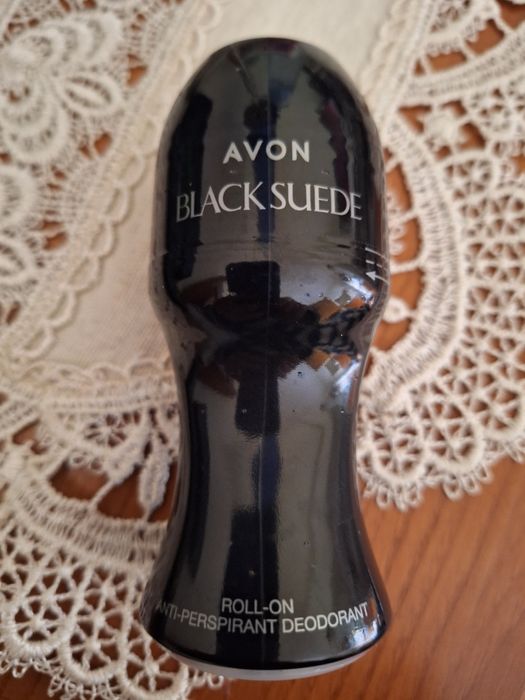 AVON
BLACK SUEDE
ROLL-ON
ANTI-PERSPIRANT DEODORANT